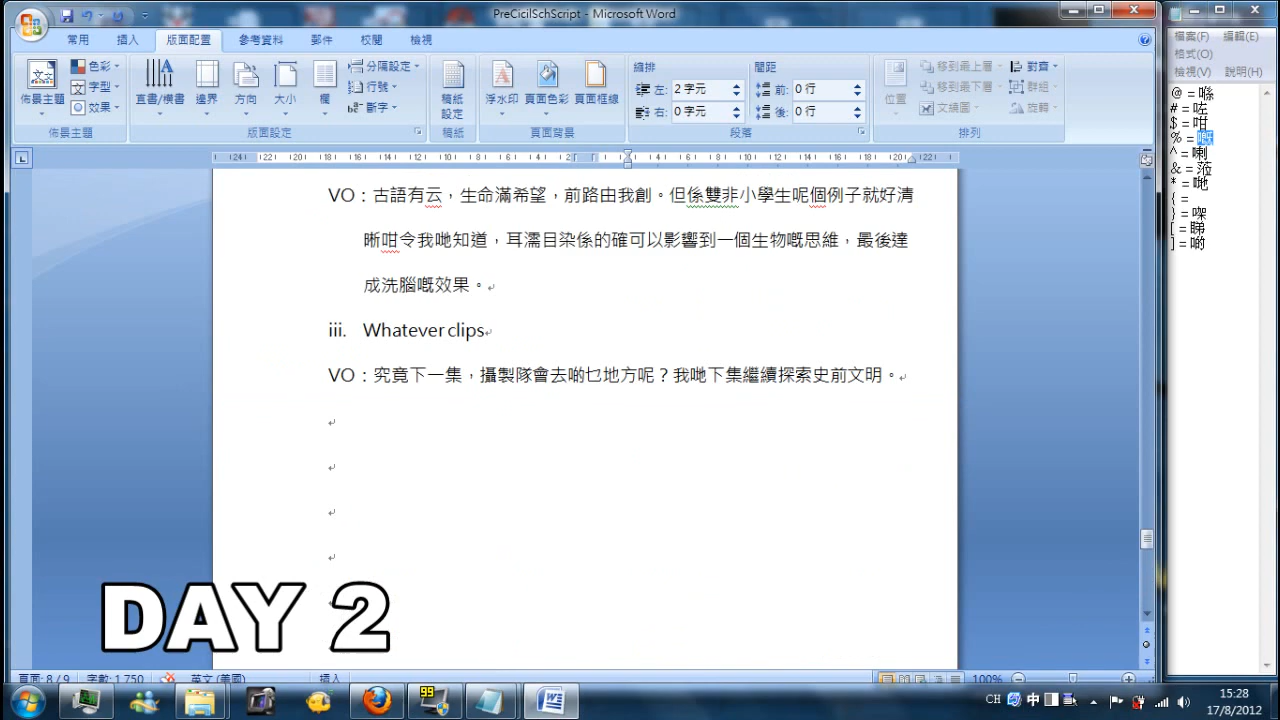 PreCicilSchScript - Microsoft Word
常用 插入 版面配置 參考資料 郵件 校閱 檢視
佈景主題 色彩 字型 效果
直書/橫書 邊界 方向 大小 欄 分隔設定 行號 斷字
稿紙設定
浮水印 頁面色彩 頁面框線
縮排 左: 2 字元 右: 0 字元
間距 前: 0 行 後: 0 行
位置 移到最上層 移到最下層 文繞圖 對齊 群組 旋轉
佈景主題 版面設定 稿紙 頁面背景 段落 排列
VO：古語有云，生命滿希望，前路由我創。但係雙非小學生呢個例子就好清
晰咁令我哋知道，耳濡目染係的確可以影響到一個生物嘅思維，最後達
成洗腦嘅效果。
iii. Whatever clips
VO：究竟下一集，攝製隊會去啲乜地方呢？我哋下集繼續探索史前文明。
DAY 2
頁面: 8 / 9 字數: 1,750 英文 (美國) 插入 100%
檔案(F) 編輯(E)
格式(O)
檢視(V) 說明(H)
@ = 喺
# = 咗
$ = 咁
% = 嘅
^ = 喇
& = 蒞
* = 哋
{ =
} = 㗎
[ = 睇
] = 啲
99
CH 中
15:28
17/8/2012